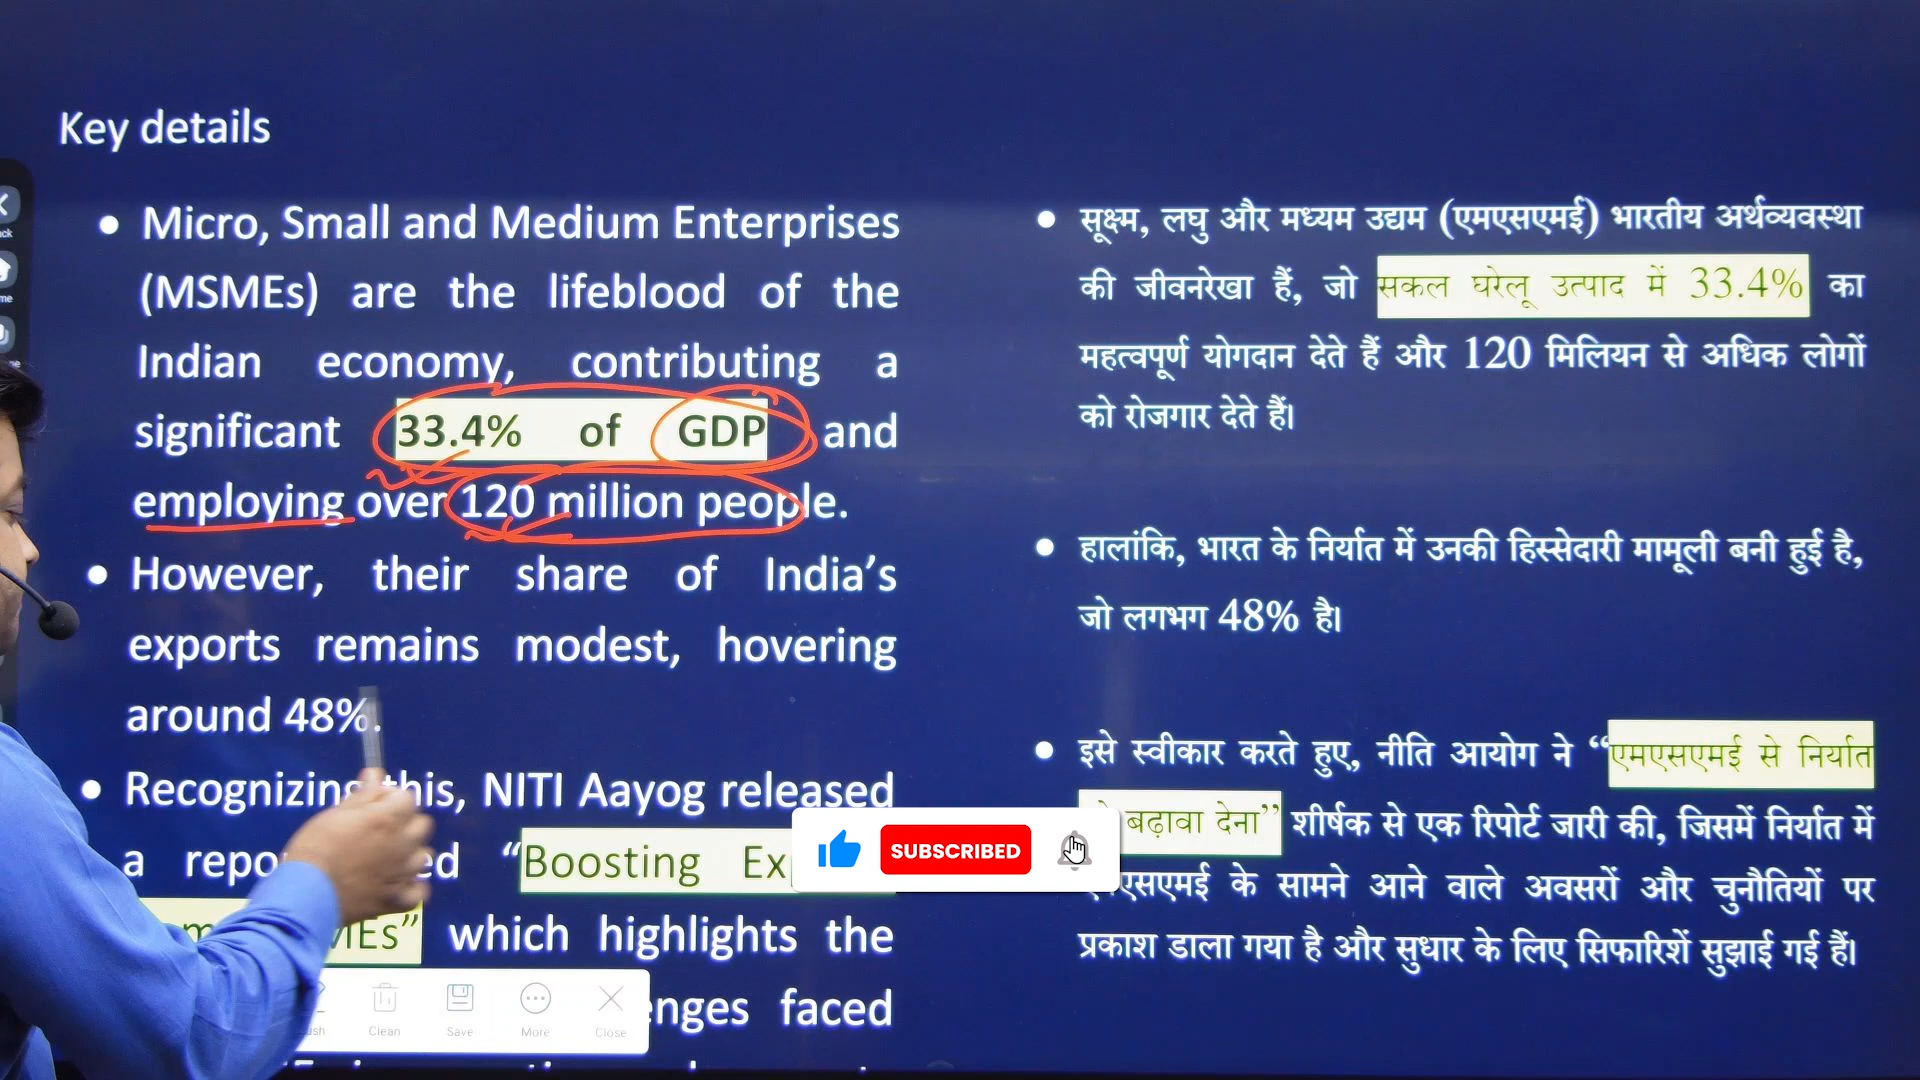 Key details
Micro, Small and Medium Enterprises
(MSMEs) are the lifeblood of the
Indian economy, contributing a
significant 33.4% of GDP and
employing over 120 million people.
However, their share of India’s
exports remains modest, hovering
around 48%.
Recognizing this, NITI Aayog released
a “Boosting
which highlights the
faced
सूक्ष्म, लघु और मध्यम उद्यम (एमएसएमई) भारतीय अर्थव्यवस्था
की जीवनरेखा हैं, जो सकल घरेलू उत्पाद में 33.4% का
महत्वपूर्ण योगदान देते हैं और 120 मिलियन से अधिक लोगों
को रोजगार देते हैं।
हालांकि, भारत के निर्यात में उनकी हिस्सेदारी मामूली बनी हुई है,
जो लगभग 48% है।
इसे स्वीकार करते हुए, नीति आयोग ने “एमएसएमई से निर्यात
बढ़ावा देना” शीर्षक से एक रिपोर्ट जारी की, जिसमें निर्यात में
के सामने आने वाले अवसरों और चुनौतियों पर
प्रकाश डाला गया है और सुधार के लिए सिफारिशें सुझाई गई हैं।
SUBSCRIBED
Clean Save More Close